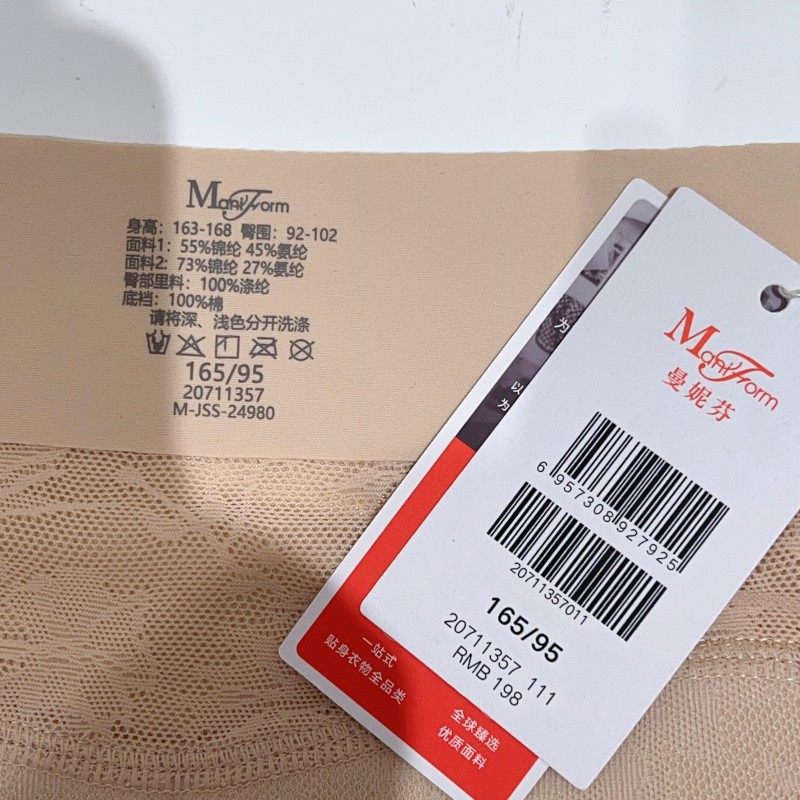 ManiForm
身高：163-168 臀围：92-102
面料1：55%锦纶 45%氨纶
面料2：73%锦纶 27%氨纶
臀部里料：100%涤纶
底裆：100%棉
请将深、浅色分开洗涤
165/95
20711357
M-JSS-24980
为
以
为
一站式
贴身衣物全品类
全球臻选
优质面料
ManiForm
曼妮芬
6 957308 927925
20711357011
165/95
20711357 111
RMB 198